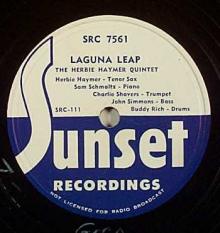 SRC 7561
LAGUNA LEAP
THE HERBIE HAYMER QUINTET
Herbie Haymer - Tenor Sax
Sam Schmaltz - Piano
Charlie Shavers - Trumpet
John Simmons - Bass
SRC-111 Buddy Rich - Drums
Sunset
RECORDINGS
NOT LICENSED FOR RADIO BROADCAST